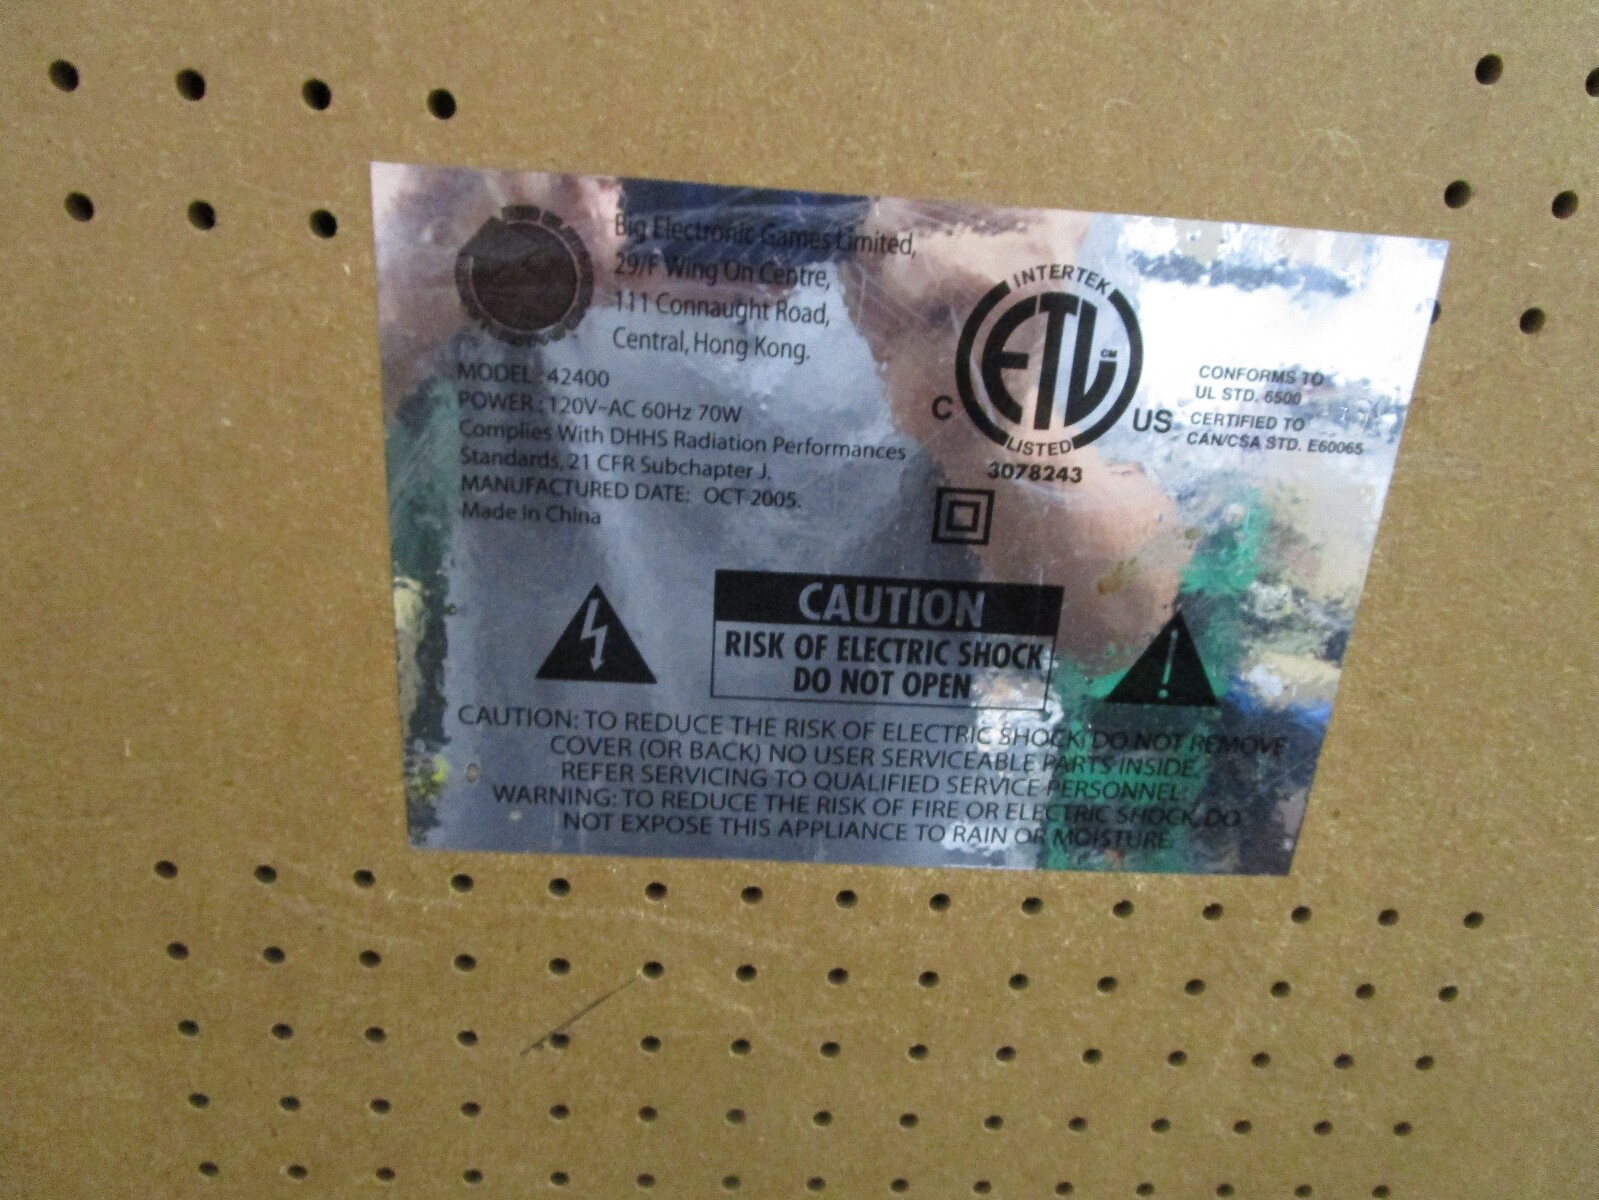 Big Electronic Games Limited,
29/F Wing On Centre,
111 Connaught Road,
Central, Hong Kong.
MODEL : 42400
POWER : 120V~AC 60Hz 70W
Complies With DHHS Radiation Performances
Standards, 21 CFR Subchapter J.
MANUFACTURED DATE: OCT 2005.
Made in China
INTERTEK
ETL CM
C US
LISTED
3078243
CONFORMS TO
UL STD. 6500
CERTIFIED TO
CAN/CSA STD. E60065
CAUTION
RISK OF ELECTRIC SHOCK
DO NOT OPEN
CAUTION: TO REDUCE THE RISK OF ELECTRIC SHOCK, DO NOT REMOVE
COVER (OR BACK) NO USER SERVICEABLE PARTS INSIDE.
REFER SERVICING TO QUALIFIED SERVICE PERSONNEL.
WARNING: TO REDUCE THE RISK OF FIRE OR ELECTRIC SHOCK, DO
NOT EXPOSE THIS APPLIANCE TO RAIN OR MOISTURE.